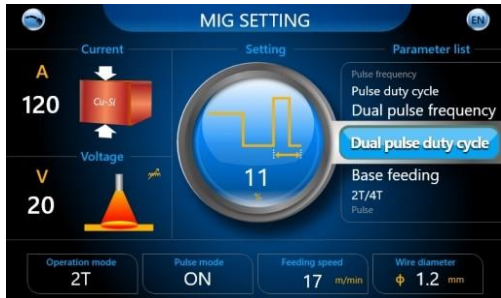 MIG SETTING
EN
Current
A
120
Cu-Si
Voltage
V
20
syn
Setting
11
%
Parameter list
Pulse frequency
Pulse duty cycle
Dual pulse frequency
Dual pulse duty cycle
Base feeding
2T/4T
Pulse
Operation mode
2T
Pulse mode
ON
Feeding speed
17 m/min
Wire diameter
ϕ 1.2 mm